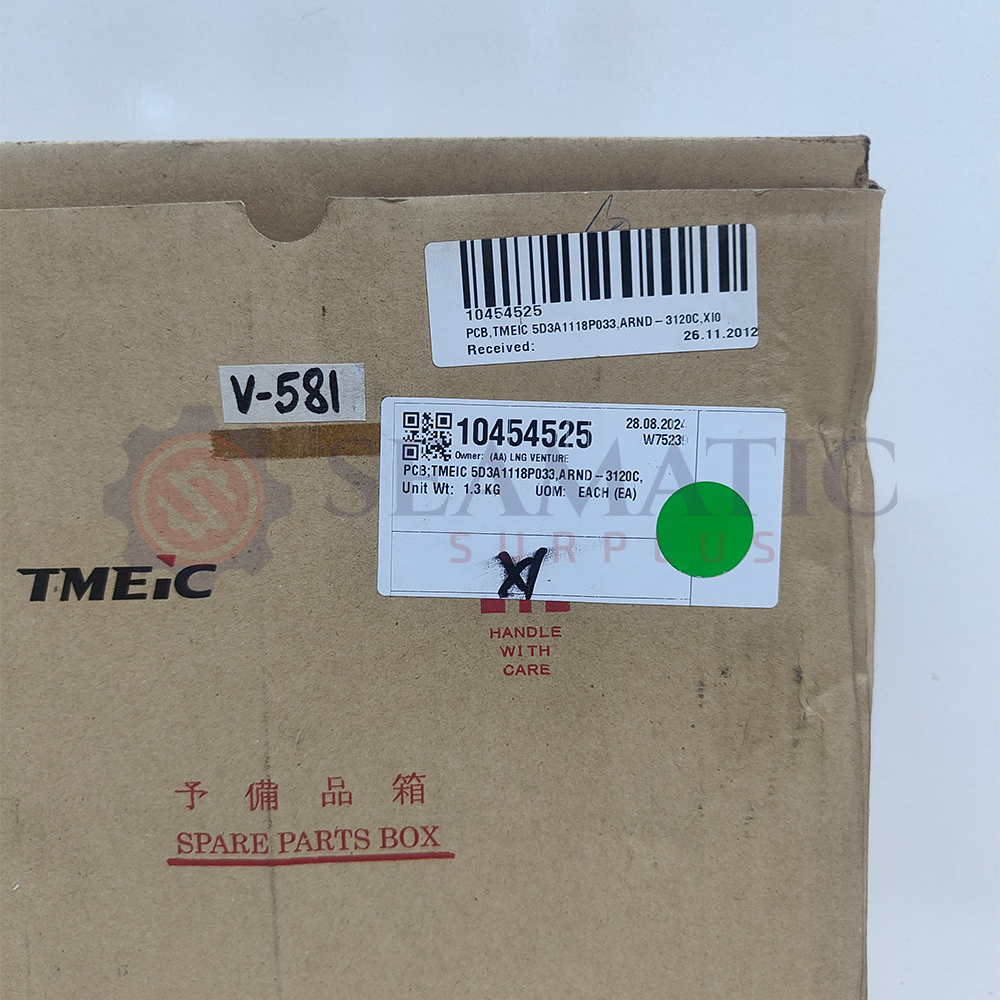 10454525
PCB,TMEIC 5D3A1118P033,ARND-3120C,XI0
26.11.2012
Received:
V-581
10454525
28.08.2024
W75239
Owner: (AA) LNG VENTURE
PCB;TMEIC 5D3A1118P033,ARND-3120C,
Unit Wt: 1.3 KG UOM: EACH (EA)
SEAMATIC
SURPLUS
X1
TMEiC
HANDLE
WITH
CARE
予備品箱
SPARE PARTS BOX